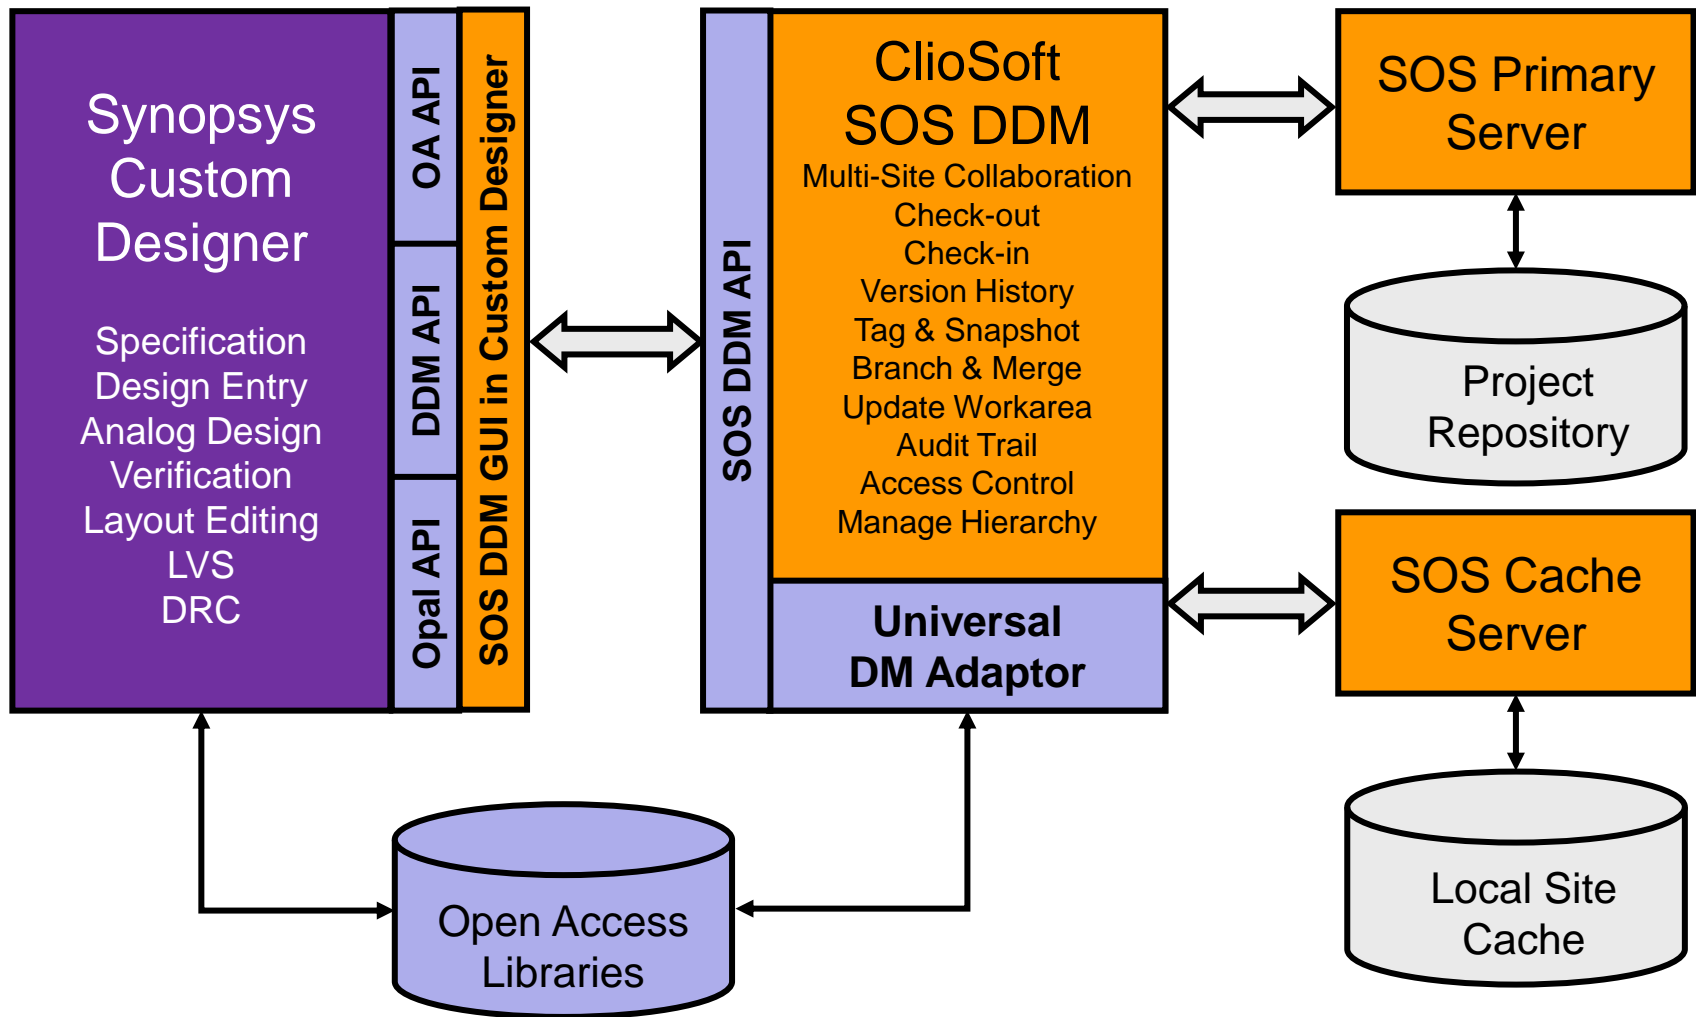 Synopsys
Custom
Designer
Specification
Design Entry
Analog Design
Verification
Layout Editing
LVS
DRC
OA API
DDM API
Opal API
SOS DDM GUI in Custom Designer
SOS DDM API
ClioSoft
SOS DDM
Multi-Site Collaboration
Check-out
Check-in
Version History
Tag & Snapshot
Branch & Merge
Update Workarea
Audit Trail
Access Control
Manage Hierarchy
Universal
DM Adaptor
SOS Primary
Server
Project
Repository
SOS Cache
Server
Local Site
Cache
Open Access
Libraries